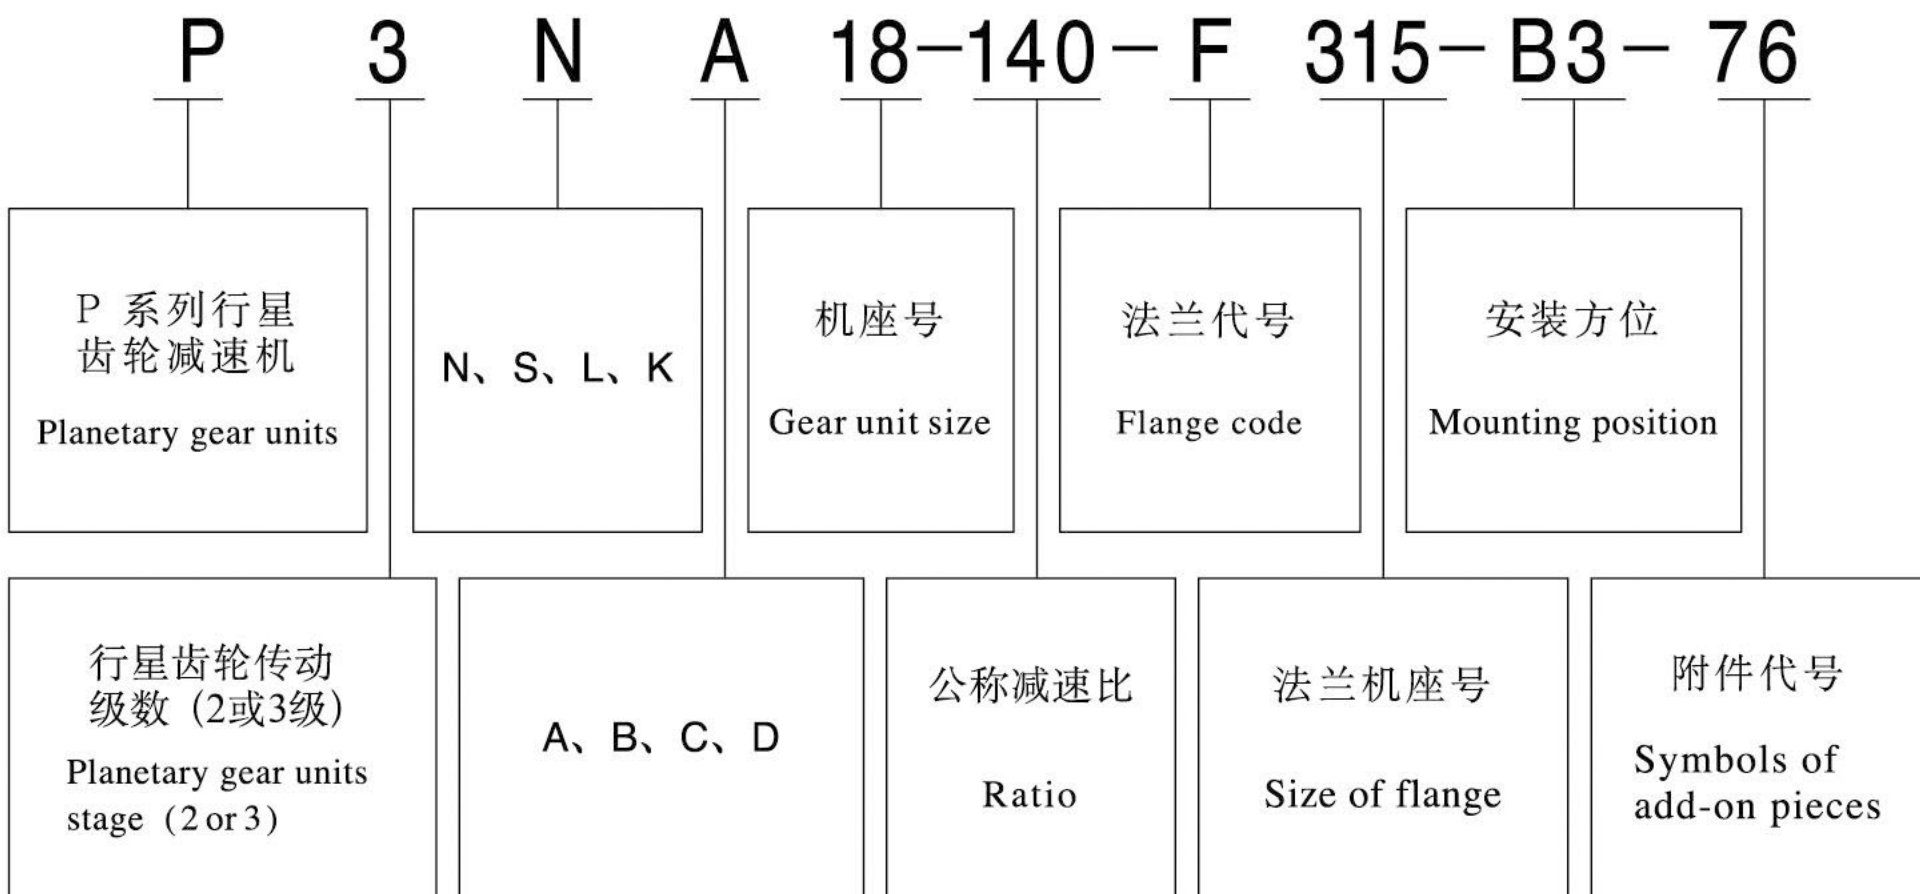 P 3 N A 18-140-F 315-B3-76
P 系列行星
齿轮减速机
Planetary gear units
N、S、L、K
机座号
Gear unit size
法兰代号
Flange code
安装方位
Mounting position
行星齿轮传动
级数 (2或3级)
Planetary gear units
stage (2 or 3)
A、B、C、D
公称减速比
Ratio
法兰机座号
Size of flange
附件代号
Symbols of
add-on pieces